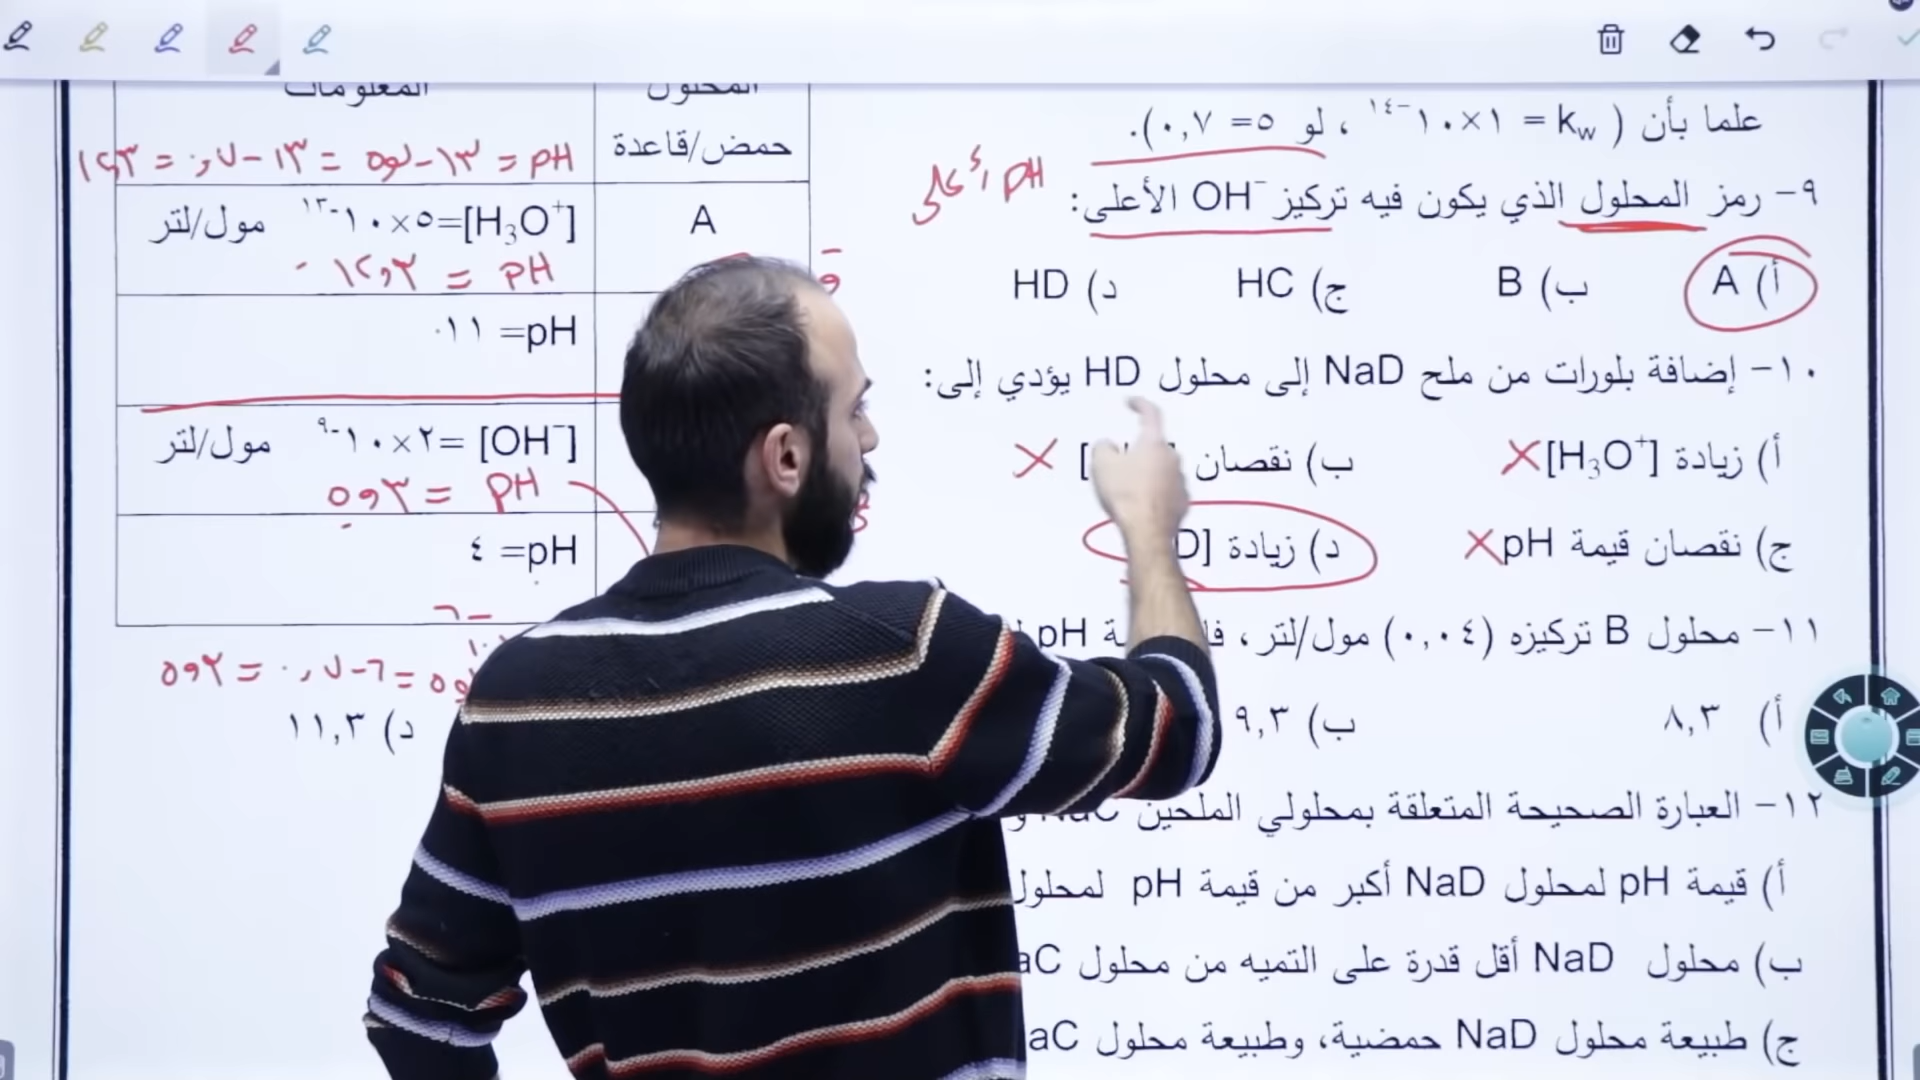 علما بأن ( kw = ١×١٠⁻¹⁴ ، لو ٥= ٠,٧).
٩- رمز المحلول الذي يكون فيه تركيز OH⁻ الأعلى:
pH أعلى
أ) A ب) B ج) HC د) HD
١٠- إضافة بلورات من ملح NaD إلى محلول HD يؤدي إلى:
أ) زيادة [H₃O⁺] ✗ ب) نقصان ✗
ج) نقصان قيمة pH ✗ د) زيادة
١١- محلول B تركيزه (٠,٠٤) مول/لتر ، pH
أ) ٨,٣ ب) ٩,٣ د) ١١,٣
١٢- العبارة الصحيحة المتعلقة بمحلولي الملحين NaC
أ) قيمة pH لمحلول NaD أكبر من قيمة pH لمحلول
ب) محلول NaD أقل قدرة على التميه من محلول
ج) طبيعة محلول NaD حمضية، وطبيعة محلول
المحلول المعلومات
حمض/قاعدة
pH = ١٣-لو٥ = ١٣-٠,٧ = ١٢,٣
A [H₃O⁺]=٥×١٠⁻¹³ مول/لتر
pH = ١٢,٣
pH= ١١
[OH⁻] =٢×١٠⁻⁹ مول/لتر
pH = ٥,٣
pH= ٤
= ٦-٠,٧ = ٥,٢